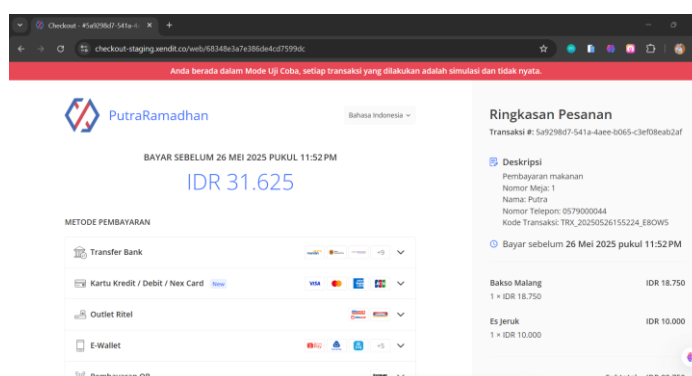 Checkout - #5a9298d7-541a-4
checkout-staging.xendit.co/web/68348e3a7e386de4cd7599dc
Anda berada dalam Mode Uji Coba, setiap transaksi yang dilakukan adalah simulasi dan tidak nyata.
PutraRamadhan
Bahasa Indonesia
BAYAR SEBELUM 26 MEI 2025 PUKUL 11:52 PM
IDR 31.625
METODE PEMBAYARAN
Transfer Bank
+5
Kartu Kredit / Debit / Nex Card New
VISA
Outlet Ritel
E-Wallet
+5
Pembayaran QR
Ringkasan Pesanan
Transaksi #: 5a9298d7-541a-4aee-b065-c3ef08eab2af
Deskripsi
Pembayaran makanan
Nomor Meja: 1
Nama: Putra
Nomor Telepon: 0579000044
Kode Transaksi: TRX_20250526155224_E8OW5
Bayar sebelum 26 Mei 2025 pukul 11:52 PM
Bakso Malang IDR 18.750
1 × IDR 18.750
Es Jeruk IDR 10.000
1 × IDR 10.000